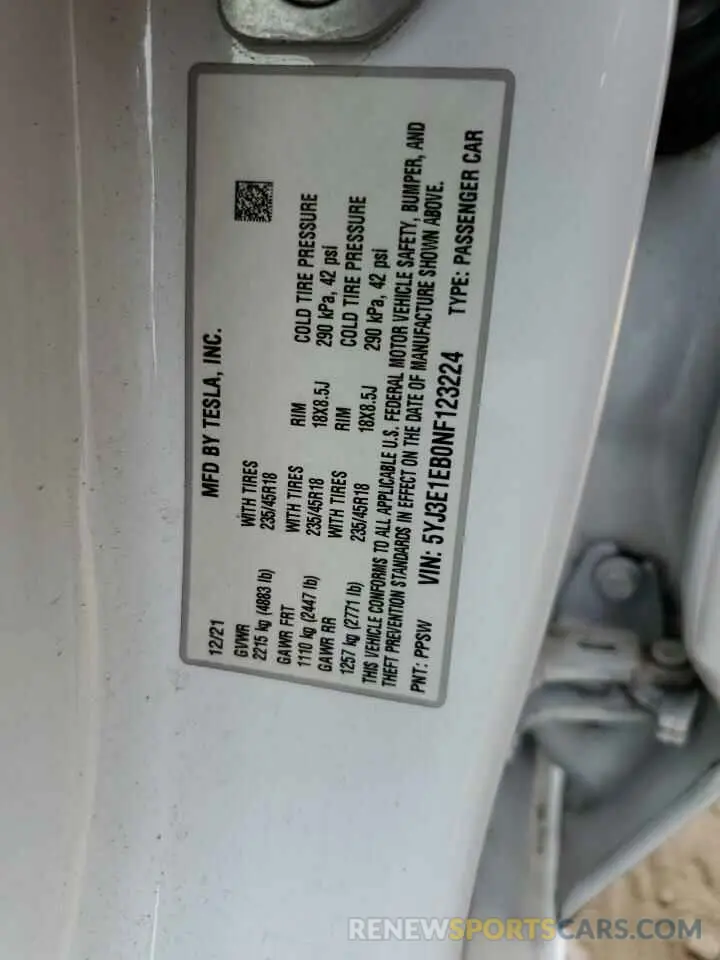 MFD BY TESLA, INC.
12/21
GVWR
2215 kg (4883 lb)
WITH TIRES
235/45R18
GAWR FRT
1110 kg (2447 lb)
WITH TIRES
235/45R18
RIM
18X8.5J
COLD TIRE PRESSURE
290 kPa, 42 psi
GAWR RR
1257 kg (2771 lb)
WITH TIRES
235/45R18
RIM
18X8.5J
COLD TIRE PRESSURE
290 kPa, 42 psi
THIS VEHICLE CONFORMS TO ALL APPLICABLE U.S. FEDERAL MOTOR VEHICLE SAFETY, BUMPER, AND
THEFT PREVENTION STANDARDS IN EFFECT ON THE DATE OF MANUFACTURE SHOWN ABOVE.
PNT: PPSW VIN: 5YJ3E1EB0NF123224 TYPE: PASSENGER CAR
RENEWSPORTSCARS.COM